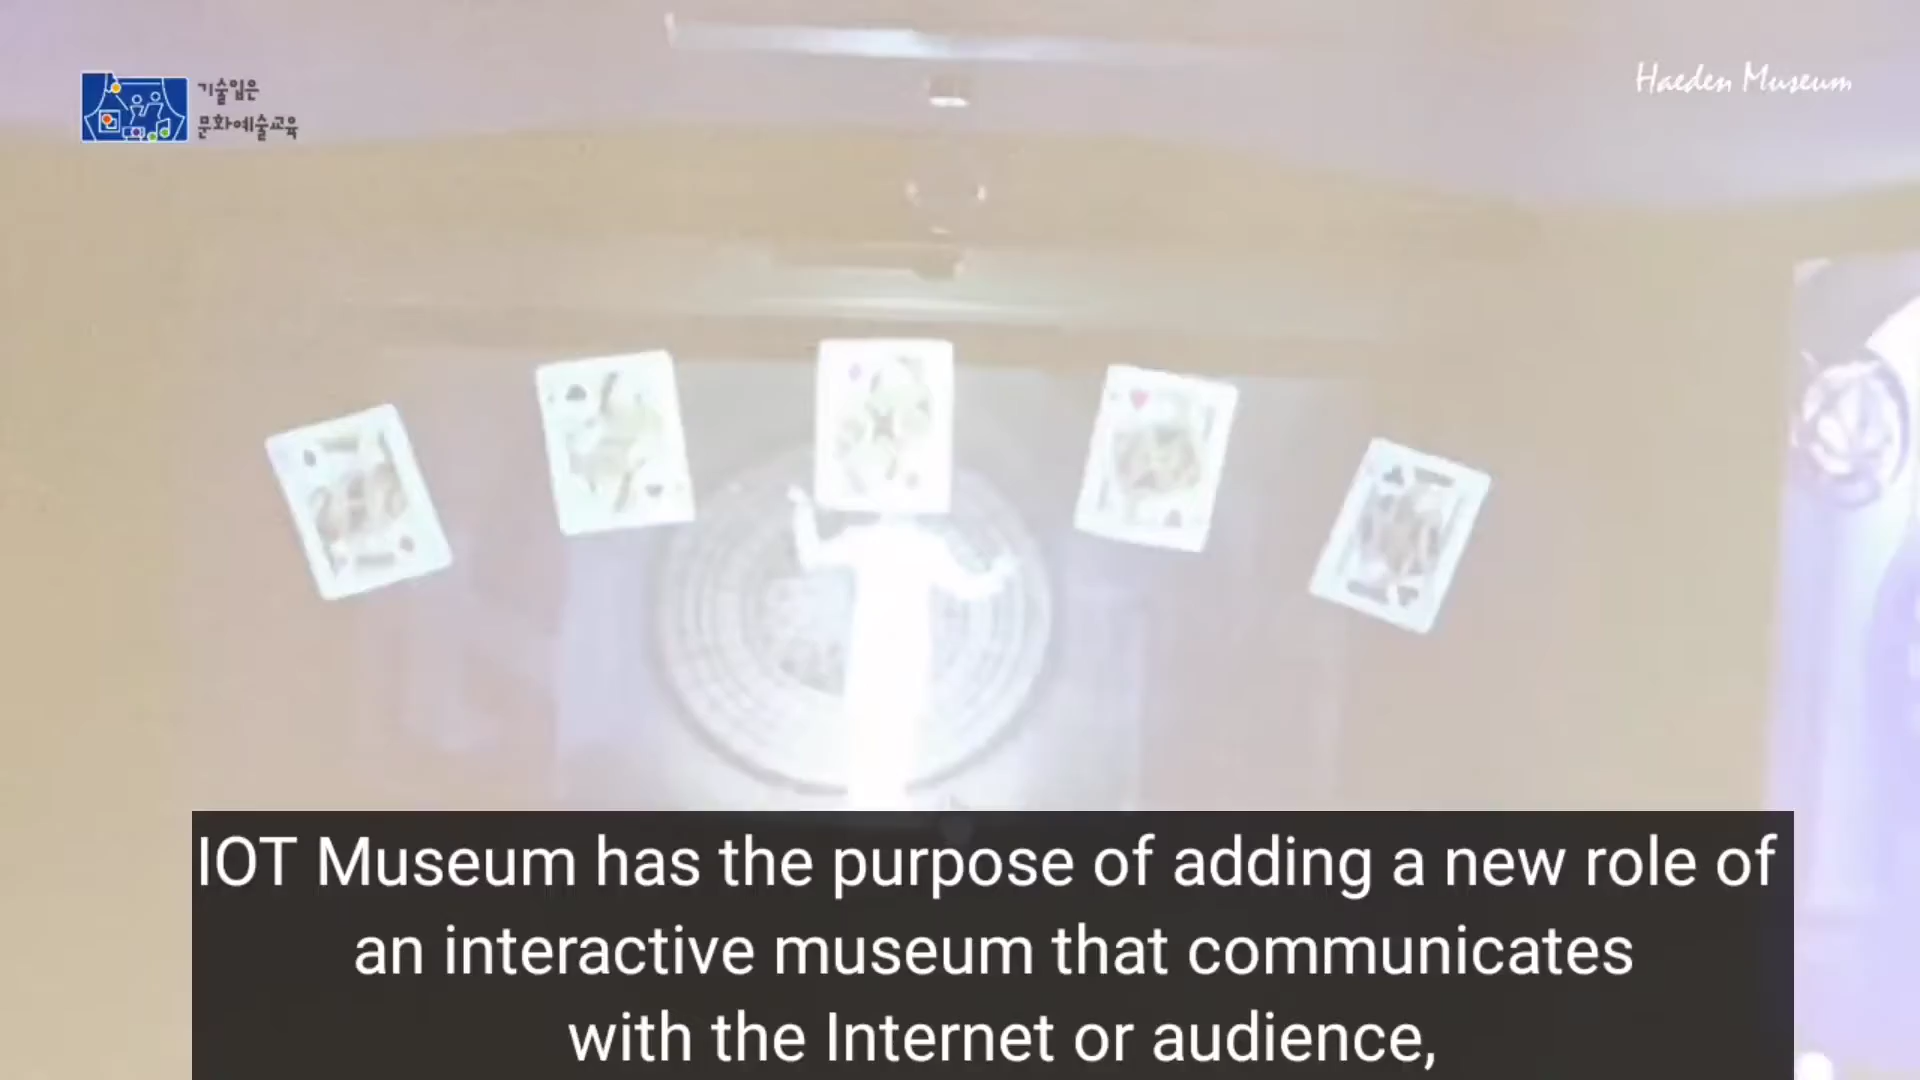 기술입은
문화예술교육
Haeden Museum
IOT Museum has the purpose of adding a new role of
an interactive museum that communicates
with the Internet or audience,